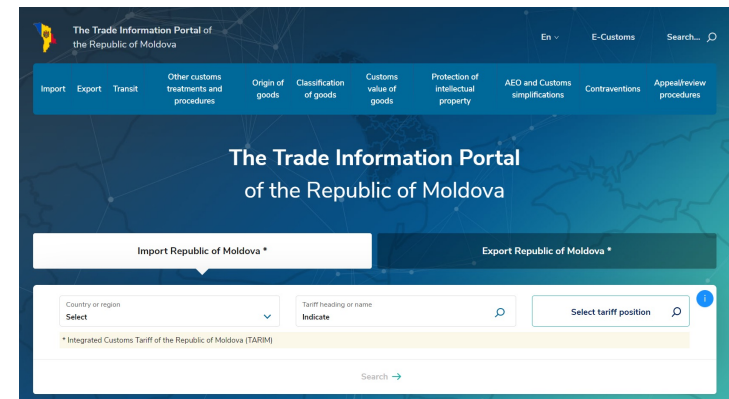 The Trade Information Portal of
the Republic of Moldova
En
E-Customs
Search...
Import
Export
Transit
Other customs
treatments and
procedures
Origin of
goods
Classification
of goods
Customs
value of
goods
Protection of
intellectual
property
AEO and Customs
simplifications
Contraventions
Appeal/review
procedures
The Trade Information Portal
of the Republic of Moldova
Import Republic of Moldova *
Export Republic of Moldova *
Country or region
Select
Tariff heading or name
Indicate
Select tariff position
i
* Integrated Customs Tariff of the Republic of Moldova (TARIM)
Search →